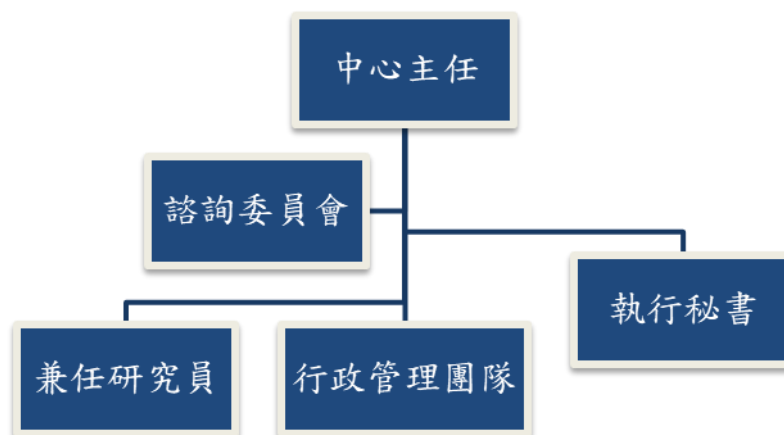 中心主任
諮詢委員會
執行秘書
兼任研究員
行政管理團隊